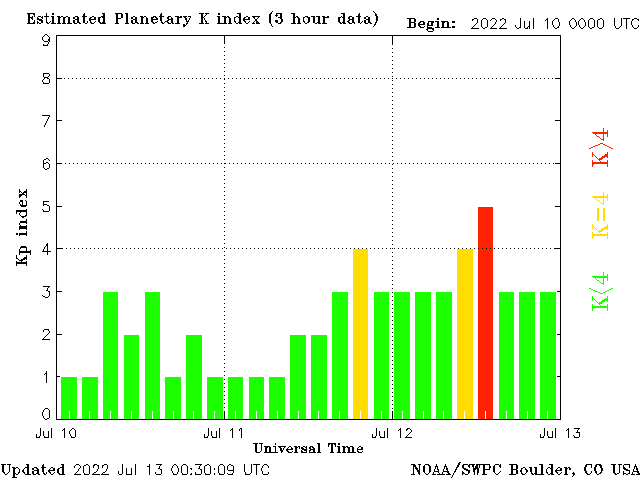 Estimated Planetary K index (3 hour data)
Begin: 2022 Jul 10 0000 UTC
9
8
7
6
5
4
3
2
1
0
Kp index
K>4
K=4
K<4
Jul 10
Jul 11
Jul 12
Jul 13
Universal Time
Updated 2022 Jul 13 00:30:09 UTC
NOAA/SWPC Boulder, CO USA